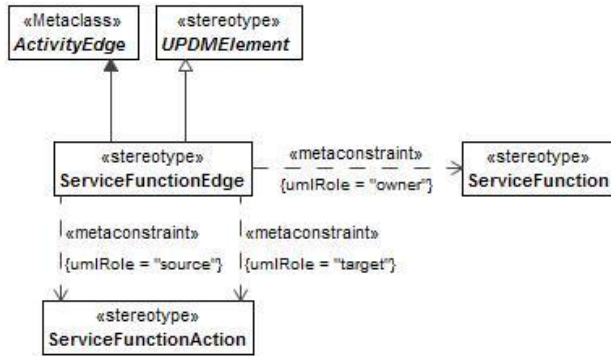 «Metaclass»
ActivityEdge
«stereotype»
UPDMElement
«stereotype»
ServiceFunctionEdge
«metaconstraint»
{umlRole = "owner"}
«stereotype»
ServiceFunction
«metaconstraint»
{umlRole = "source"}
«metaconstraint»
{umlRole = "target"}
«stereotype»
ServiceFunctionAction